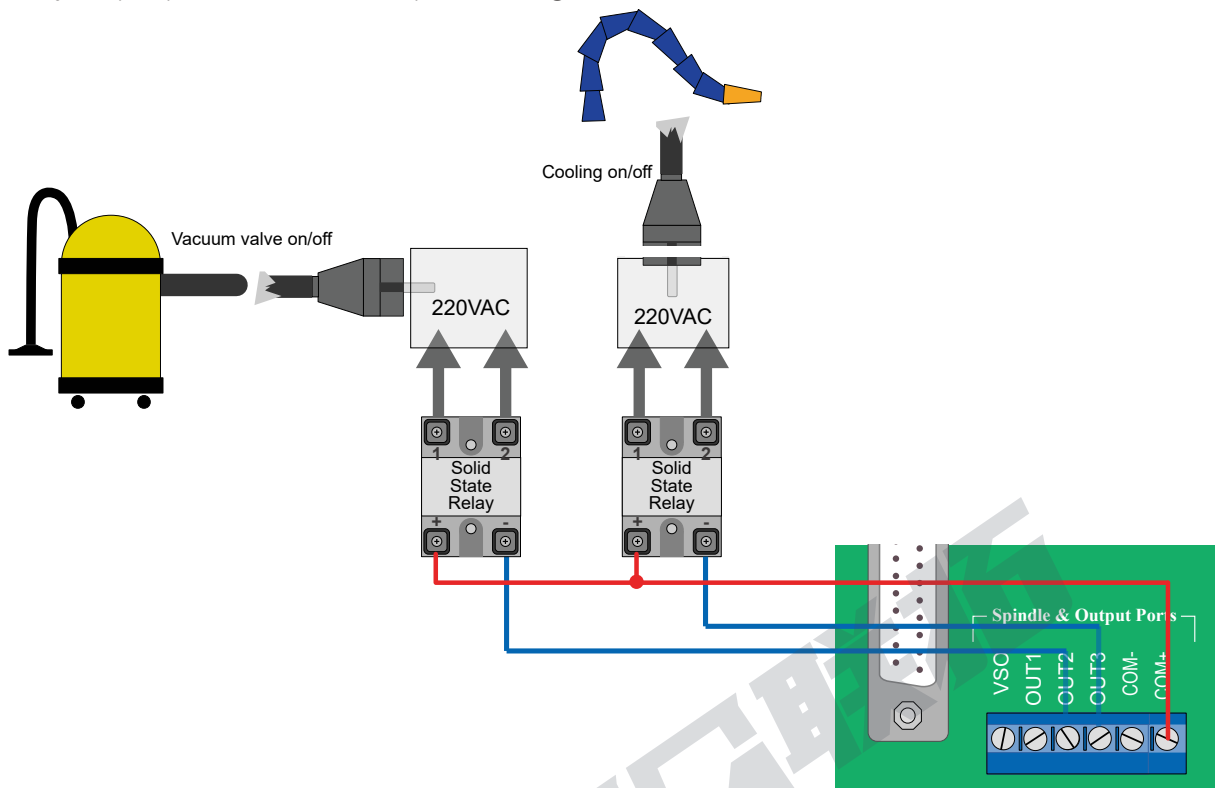 Cooling on/off
Vacuum valve on/off
220VAC
220VAC
1 2
Solid
State
Relay
+ -
1 2
Solid
State
Relay
+ -
Spindle & Output Ports
VSO
OUT1
OUT2
OUT3
COM-
COM+